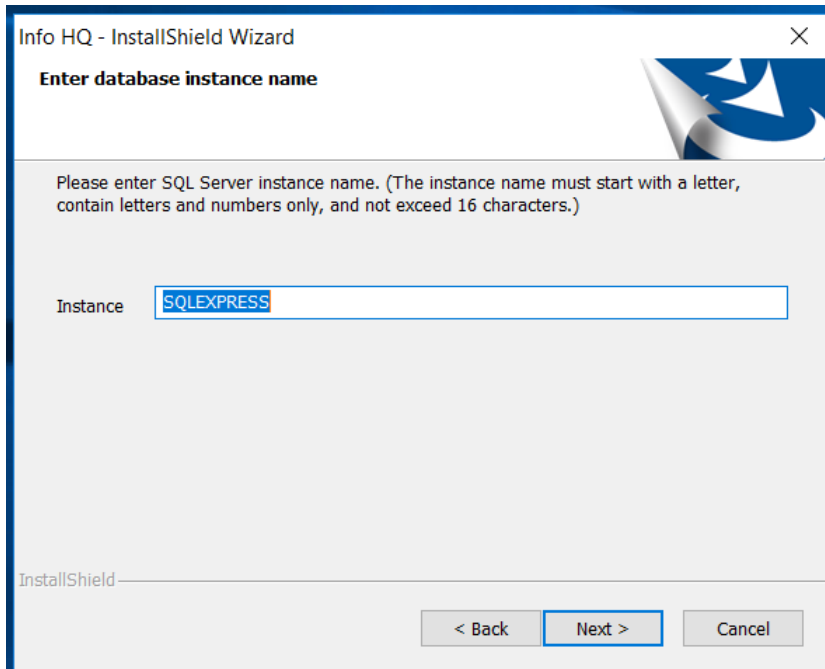 Info HQ - InstallShield Wizard
Enter database instance name
Please enter SQL Server instance name. (The instance name must start with a letter,
contain letters and numbers only, and not exceed 16 characters.)
Instance
SQLEXPRESS
InstallShield
< Back
Next >
Cancel